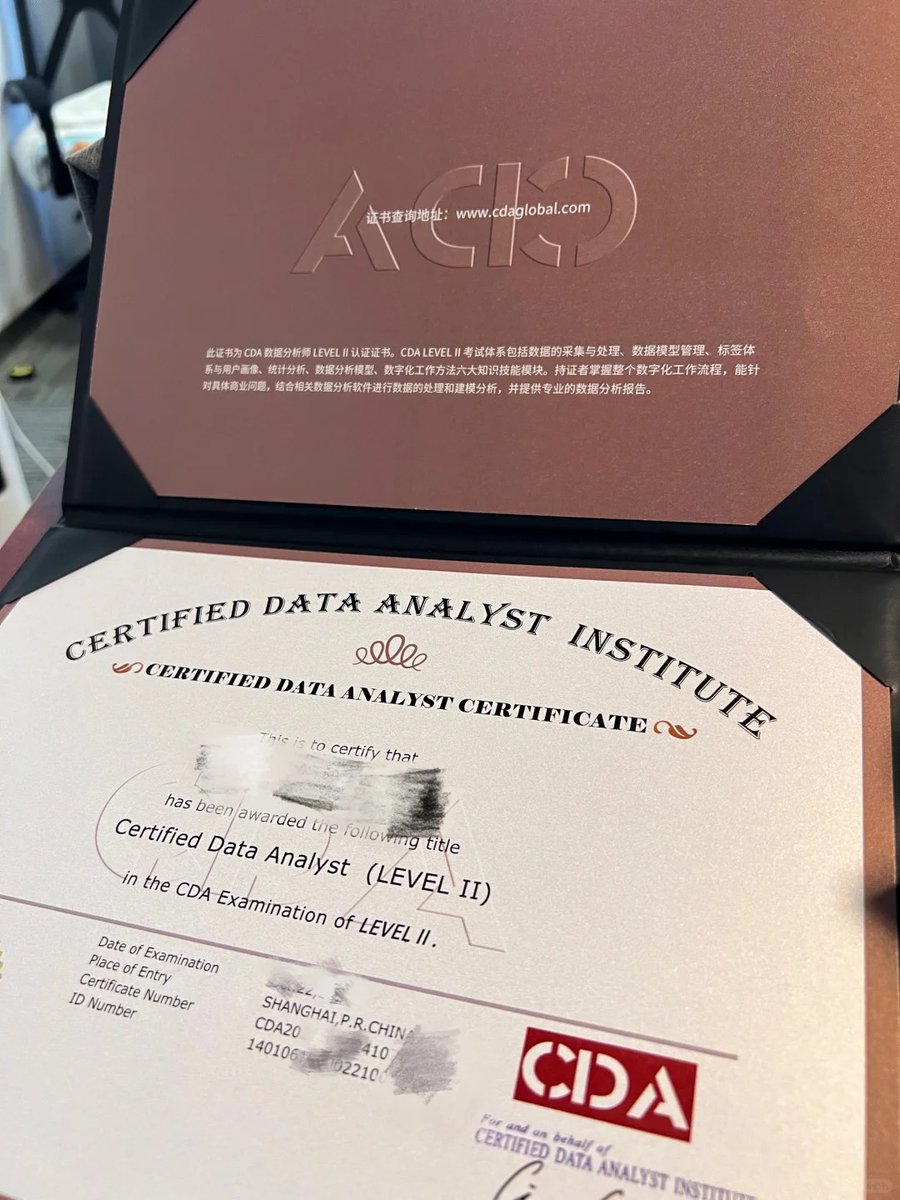 证书查询地址：www.cdaglobal.com
此证书为 CDA 数据分析师 LEVEL II 认证证书。CDA LEVEL II 考试体系包括数据的采集与处理、数据模型管理、标签体
系与用户画像、统计分析、数据分析模型、数字化工作方法六大知识技能模块。持证者掌握整个数字化工作流程，能针
对具体商业问题，结合相关数据分析软件进行数据的处理和建模分析，并提供专业的数据分析报告。
CERTIFIED DATA ANALYST INSTITUTE
CERTIFIED DATA ANALYST CERTIFICATE
This is to certify that
has been awarded the following title
Certified Data Analyst (LEVEL II)
in the CDA Examination of LEVEL II.
CDA
Date of Examination
Place of Entry SHANGHAI,P.R.CHINA
Certificate Number CDA20 410
ID Number
CDA
For and on behalf of
CERTIFIED DATA ANALYST INSTITUTE